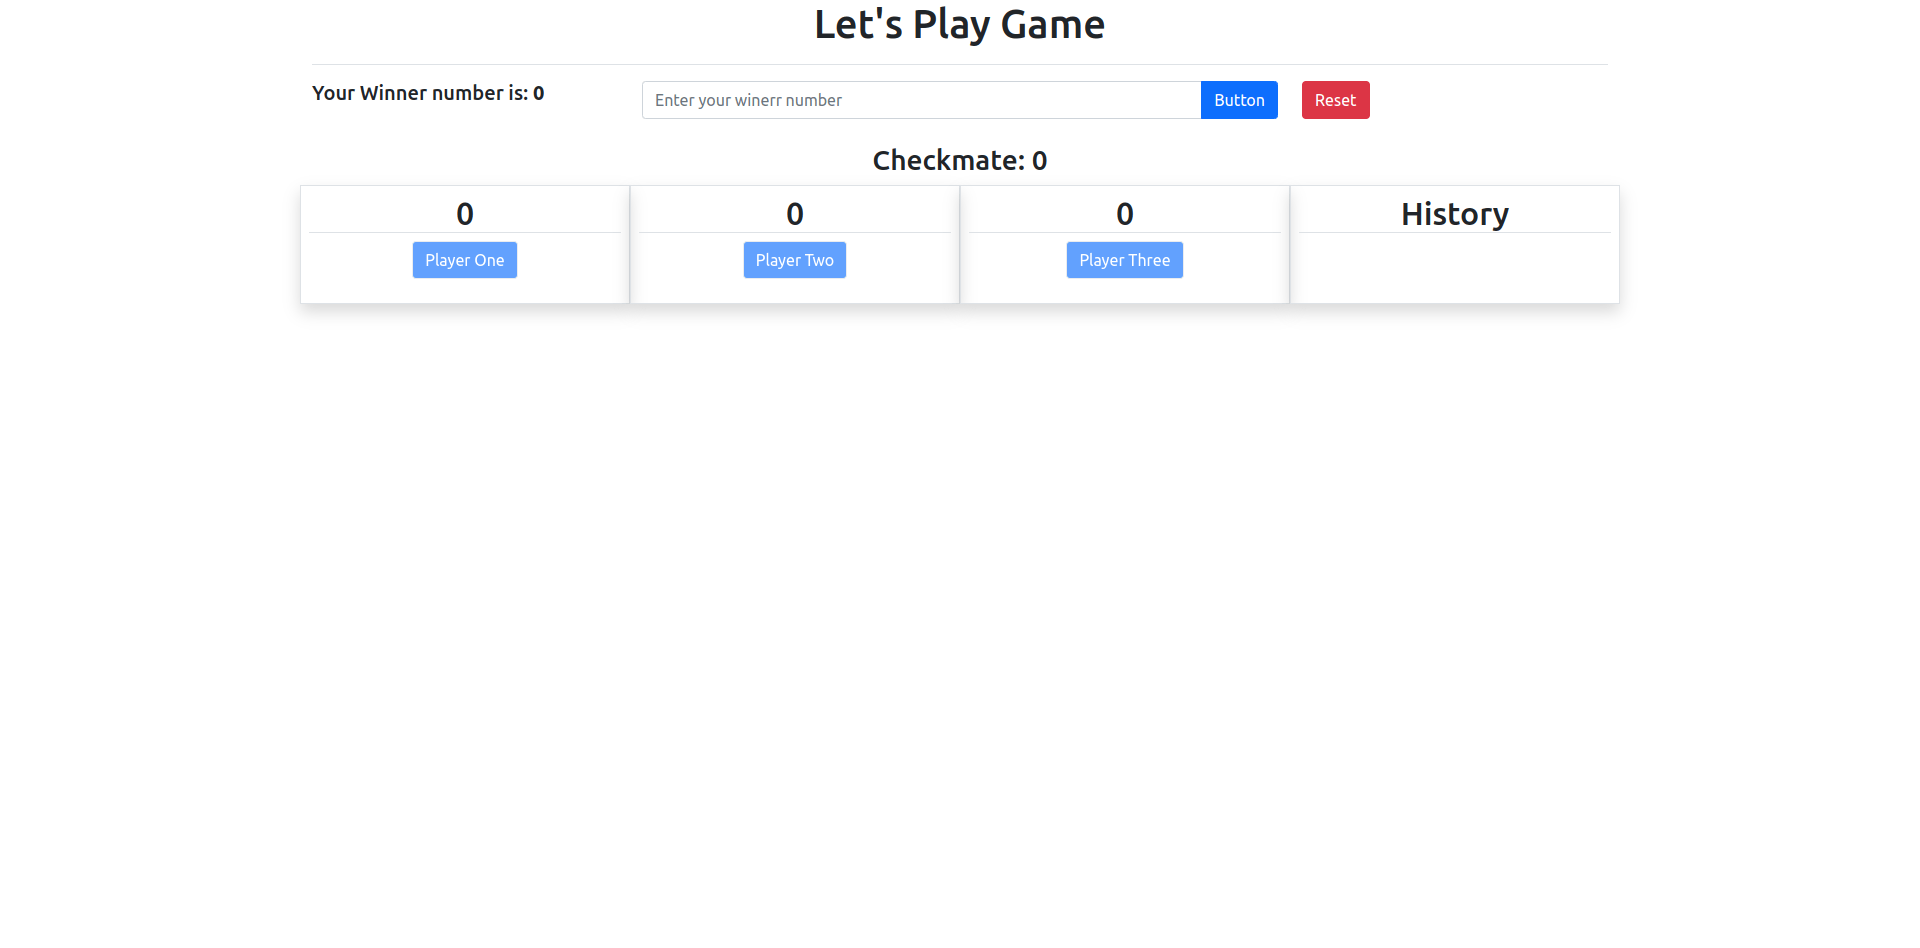 Let's Play Game
Your Winner number is: 0
Enter your winerr number
Button
Reset
Checkmate: 0
0
Player One
0
Player Two
0
Player Three
History